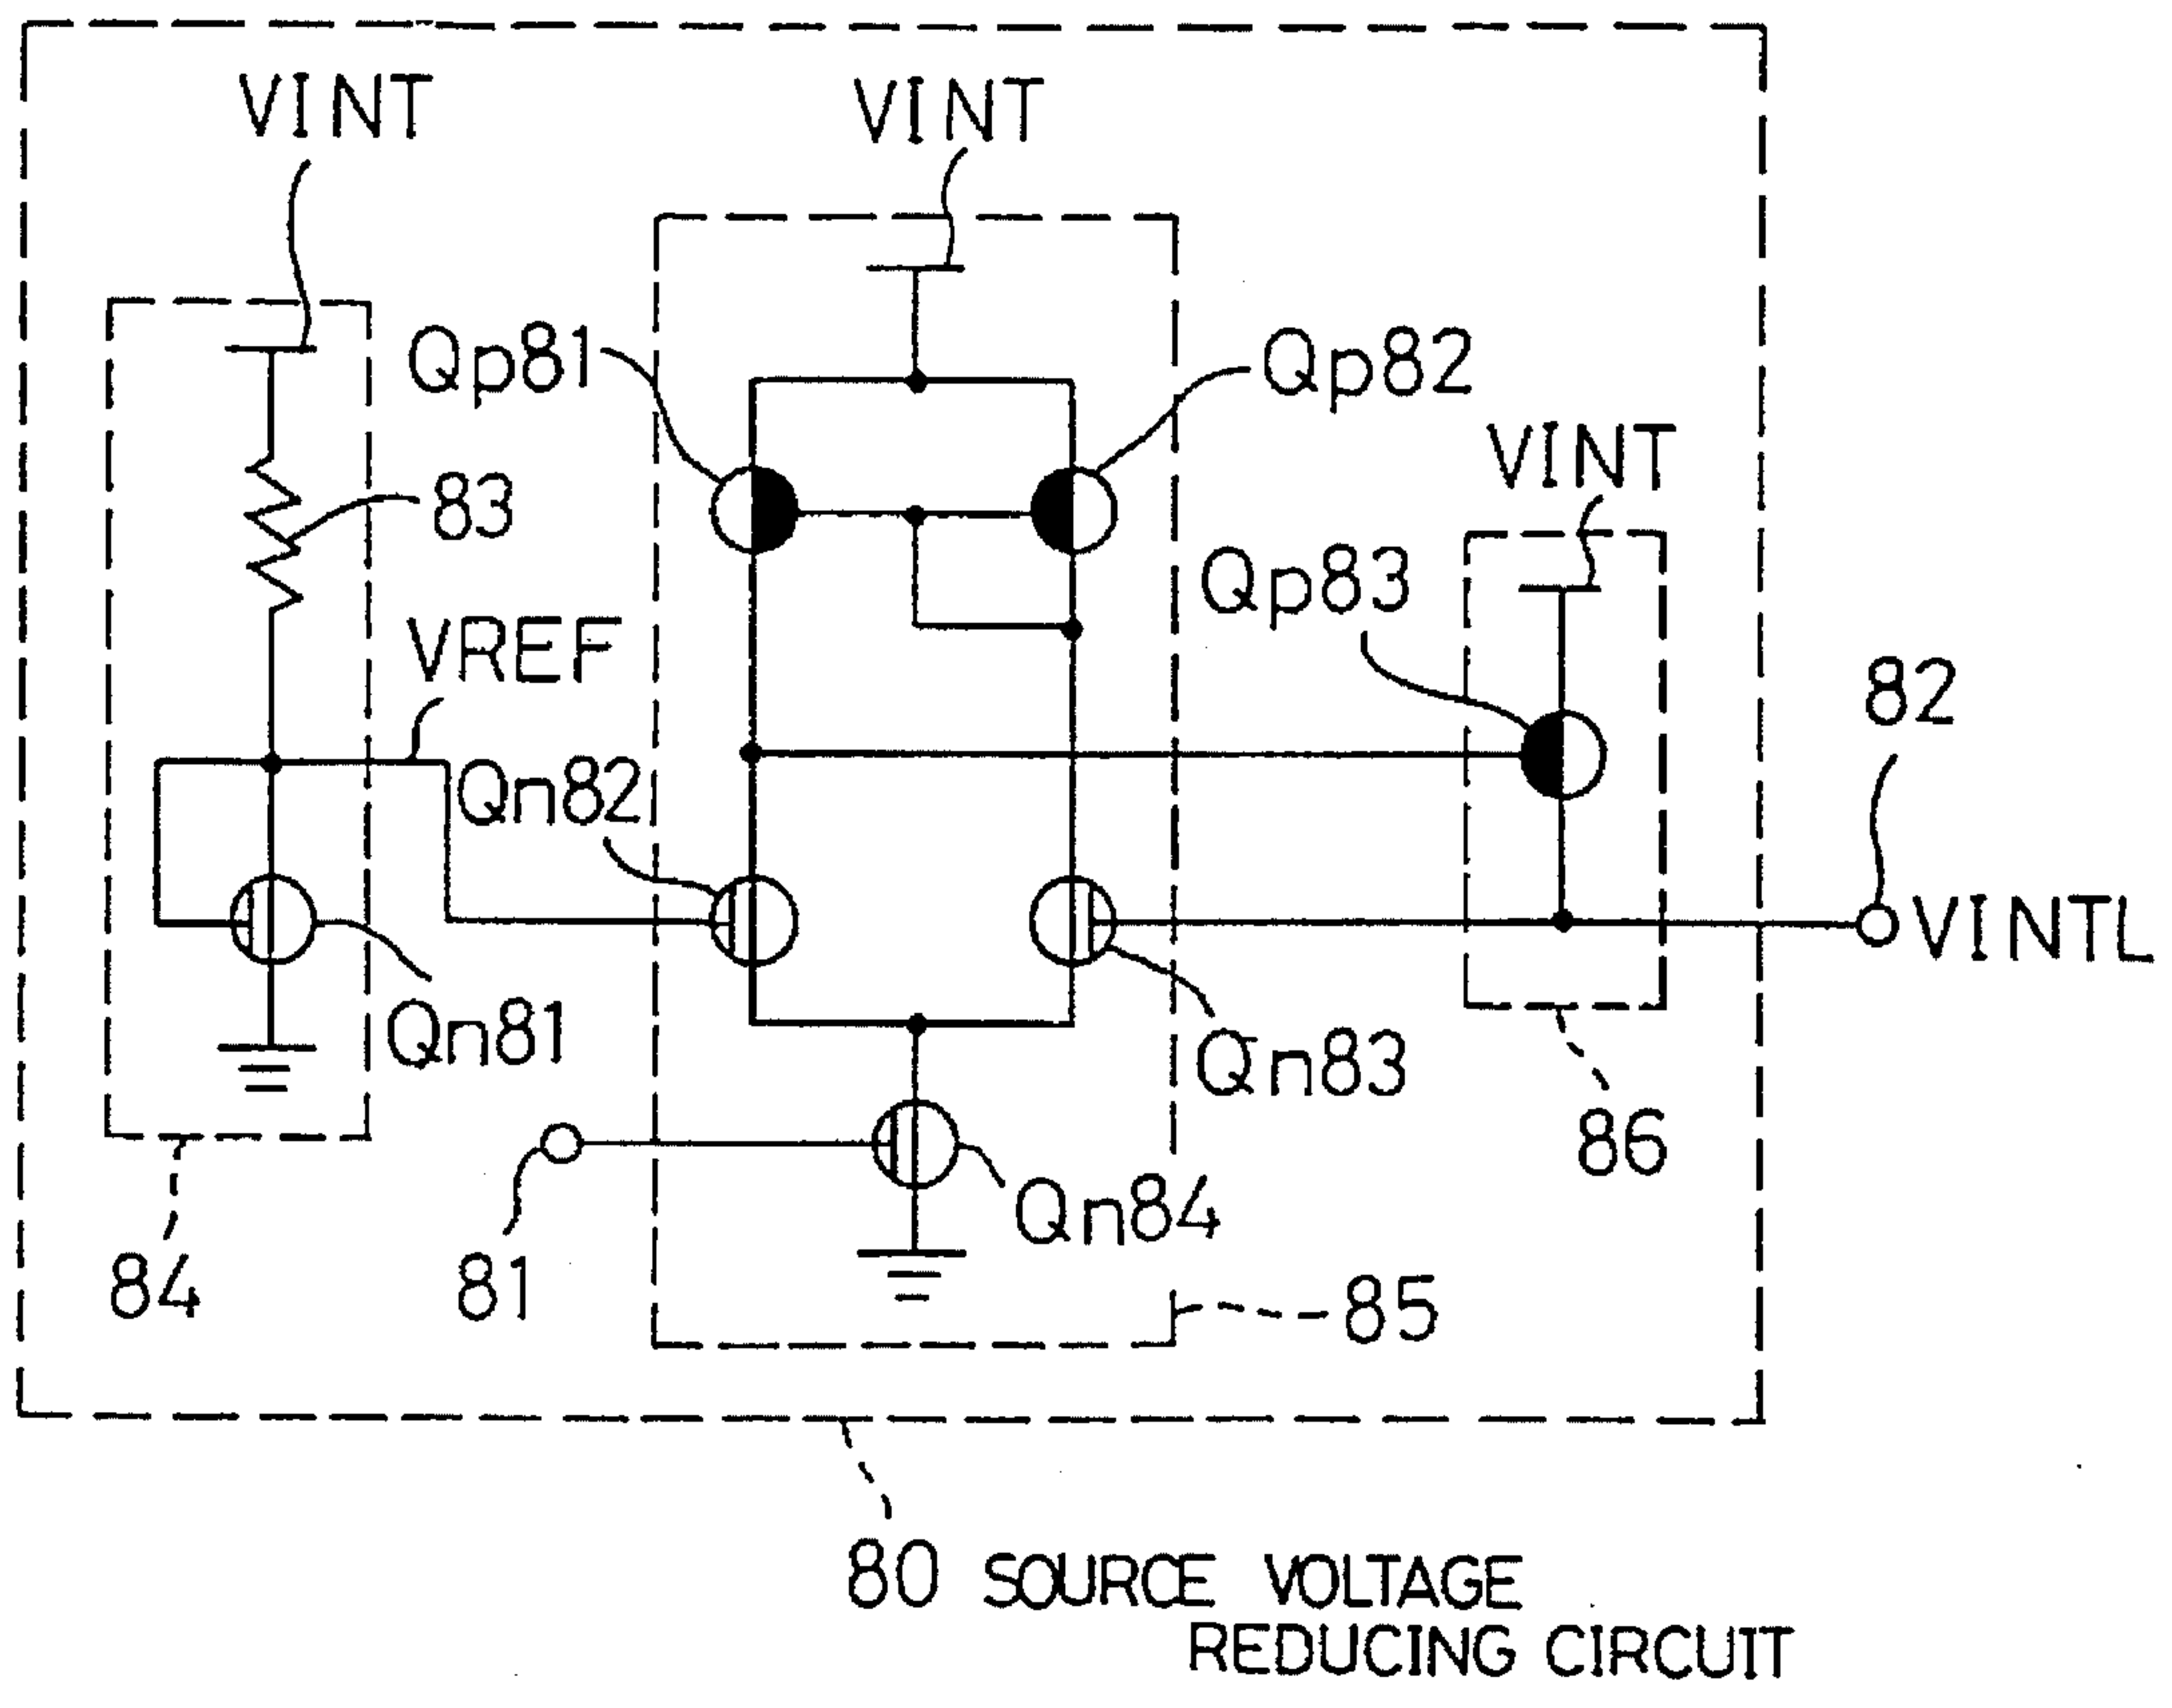 VINT
VINT
Qp81
Qp82
VINT
83
Qp83
VREF
82
Qn82
VINTL
Qn81
Qn83
86
Qn84
81
84
85
80 SOURCE VOLTAGE
REDUCING CIRCUIT